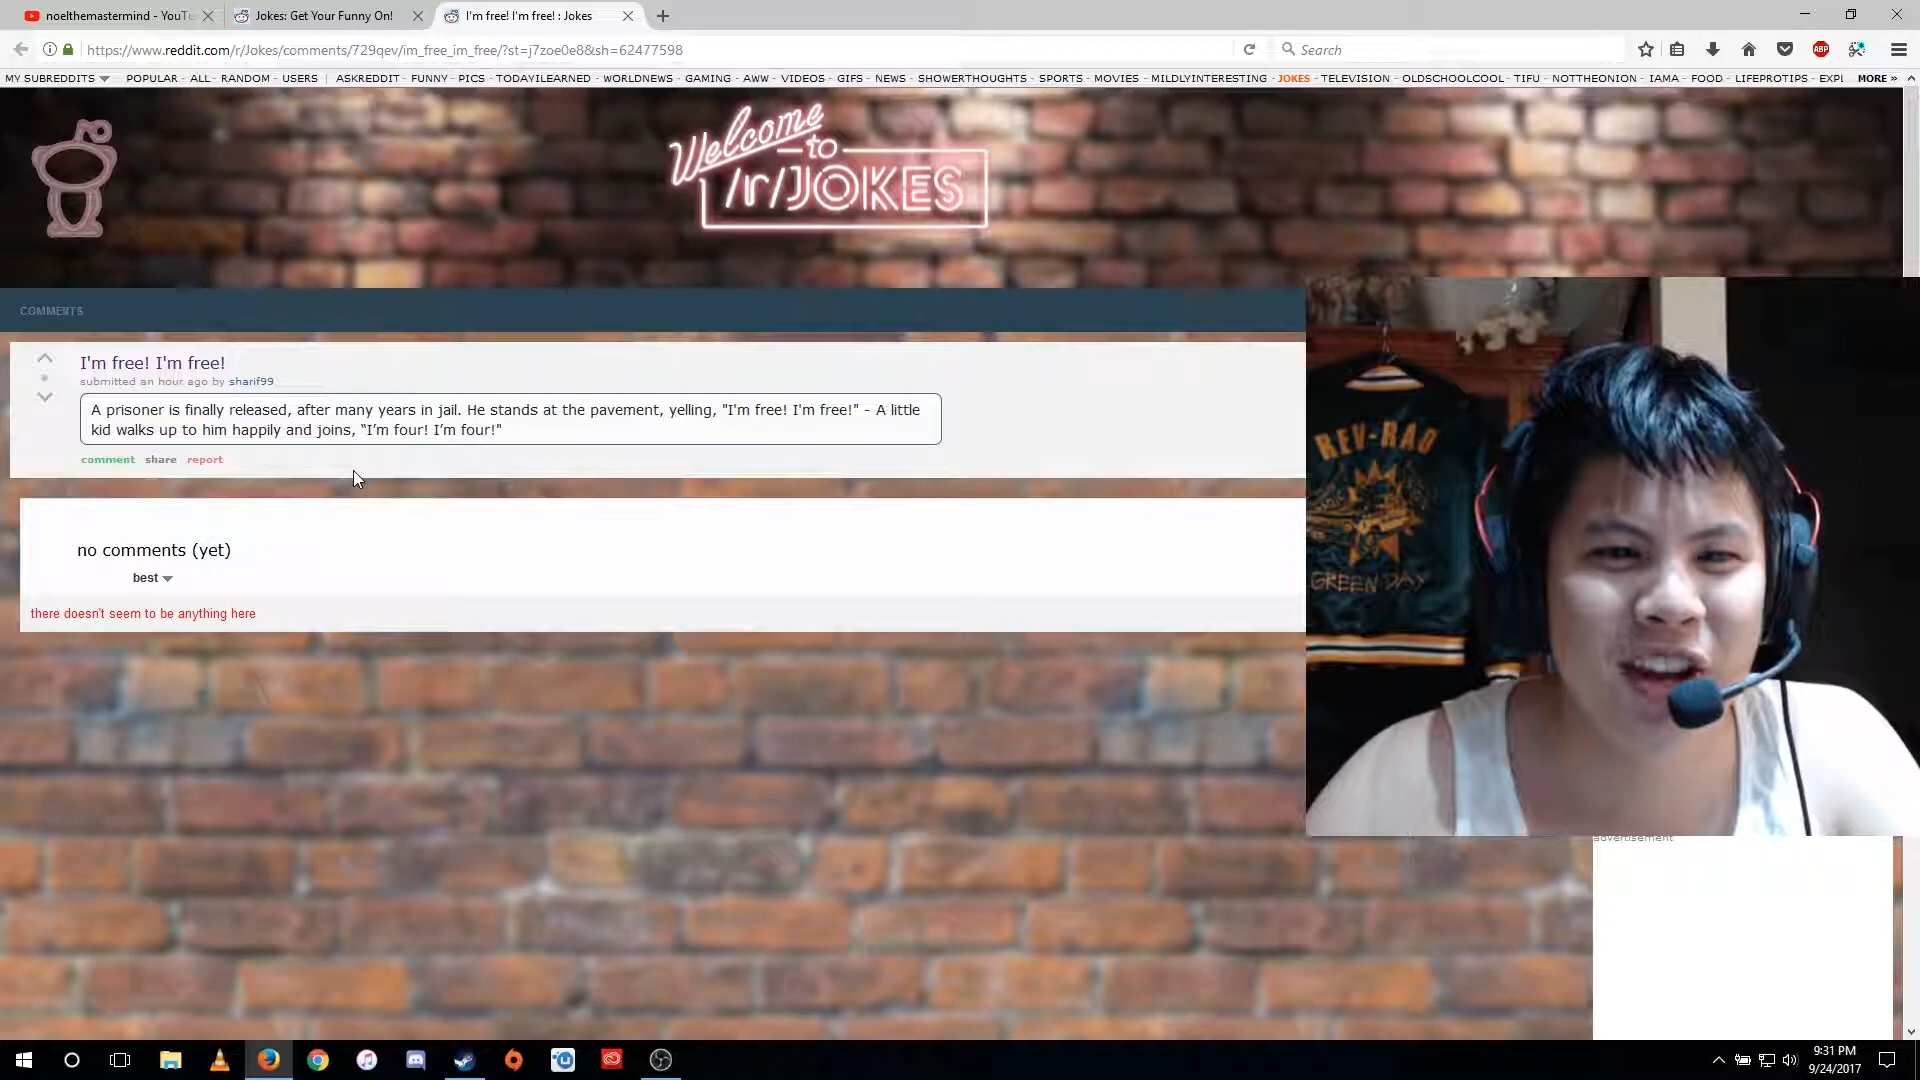 noelthemastermind - YouT
Jokes: Get Your Funny On!
I'm free! I'm free! : Jokes
https://www.reddit.com/r/Jokes/comments/729qev/im_free_im_free/?st=j7zoe0e8&sh=62477598
Search
ABP
MY SUBREDDITS POPULAR - ALL - RANDOM - USERS | ASKREDDIT - FUNNY - PICS - TODAYILEARNED - WORLDNEWS - GAMING - AWW - VIDEOS - GIFS - NEWS - SHOWERTHOUGHTS - SPORTS - MOVIES - MILDLYINTERESTING - JOKES - TELEVISION - OLDSCHOOLCOOL - TIFU - NOTTHEONION - IAMA - FOOD - LIFEPROTIPS - EXPL MORE »
Welcome
to
/r/JOKES
COMMENTS
I'm free! I'm free!
submitted an hour ago by sharif99
A prisoner is finally released, after many years in jail. He stands at the pavement, yelling, "I'm free! I'm free!" - A little
kid walks up to him happily and joins, “I’m four! I’m four!"
comment share report
no comments (yet)
best
there doesn't seem to be anything here
REV-RAD
GREEN DAY
advertisement
9:31 PM
9/24/2017